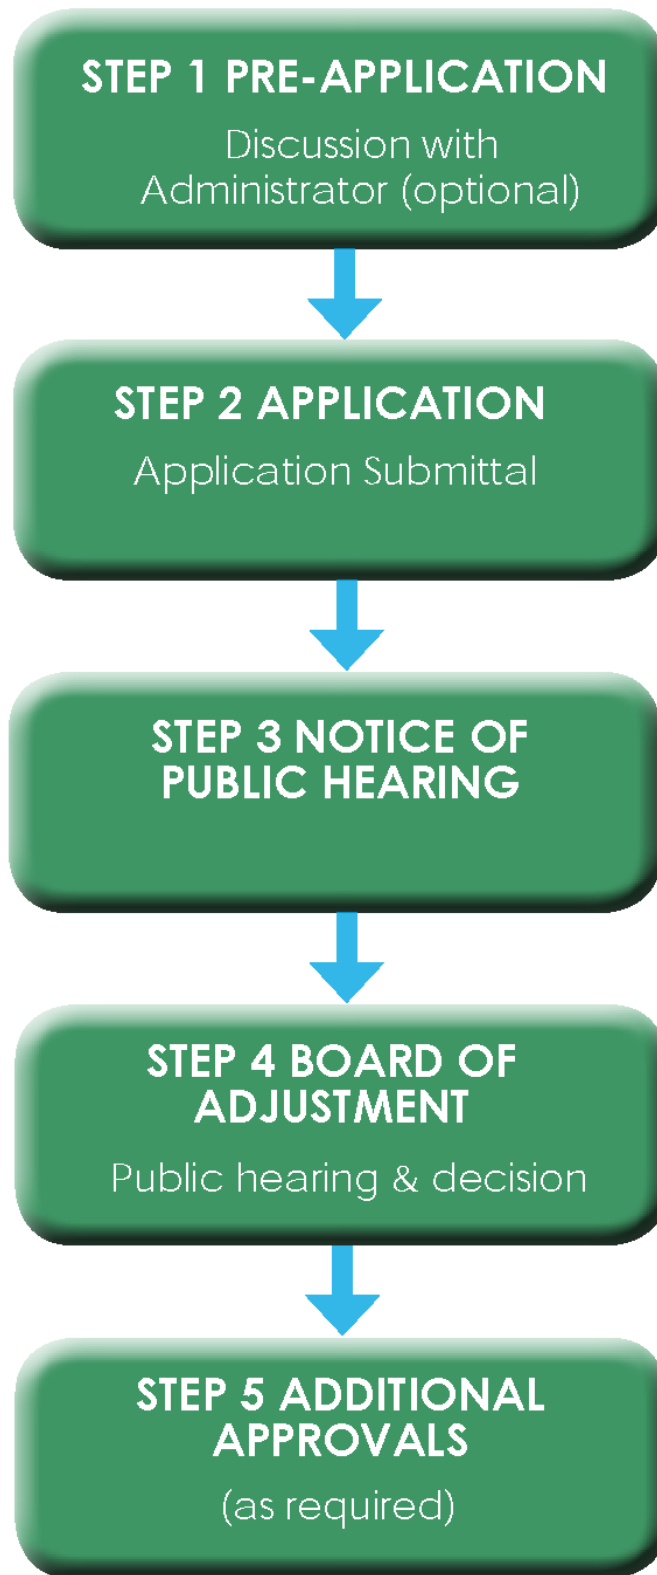 STEP 1 PRE-APPLICATION
Discussion with
Administrator (optional)
STEP 2 APPLICATION
Application Submittal
STEP 3 NOTICE OF
PUBLIC HEARING
STEP 4 BOARD OF
ADJUSTMENT
Public hearing & decision
STEP 5 ADDITIONAL
APPROVALS
(as required)